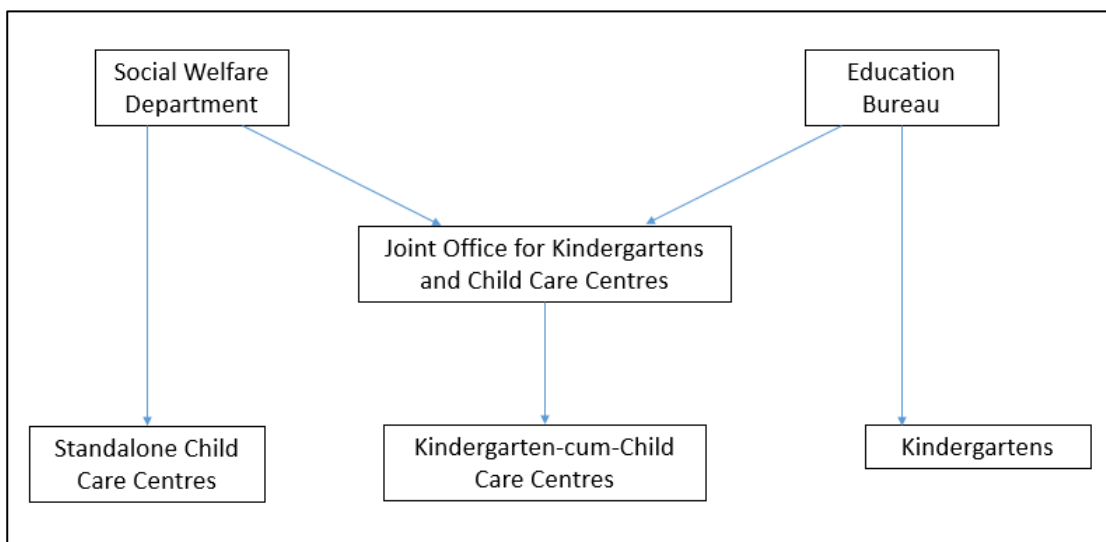 Social Welfare
Department
Education
Bureau
Joint Office for Kindergartens
and Child Care Centres
Standalone Child
Care Centres
Kindergarten-cum-Child
Care Centres
Kindergartens